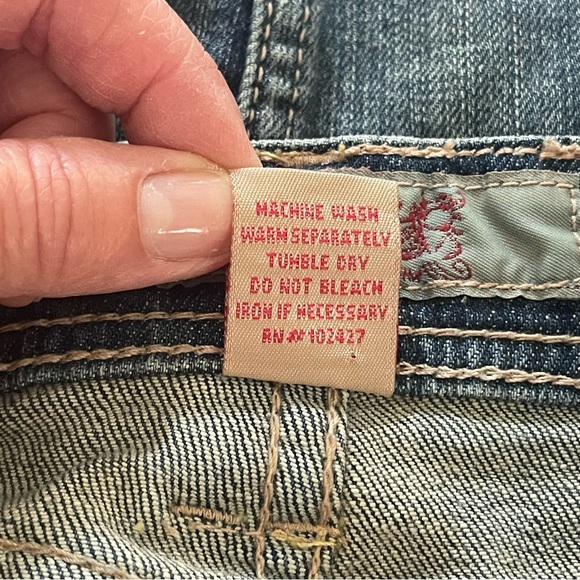 MACHINE WASH
WARM SEPARATELY
TUMBLE DRY
DO NOT BLEACH
IRON IF NECESSARY
RN# 102427